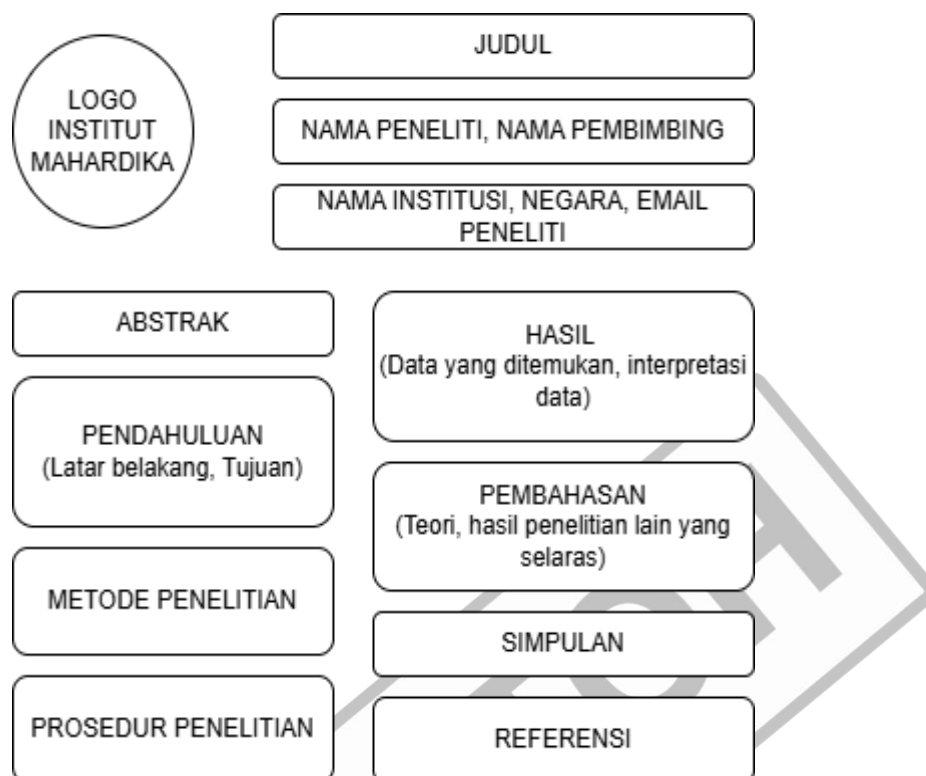 LOGO
INSTITUT
MAHARDIKA
JUDUL
NAMA PENELITI, NAMA PEMBIMBING
NAMA INSTITUSI, NEGARA, EMAIL
PENELITI
ABSTRAK
PENDAHULUAN
(Latar belakang, Tujuan)
METODE PENELITIAN
PROSEDUR PENELITIAN
HASIL
(Data yang ditemukan, interpretasi
data)
PEMBAHASAN
(Teori, hasil penelitian lain yang
selaras)
SIMPULAN
REFERENSI